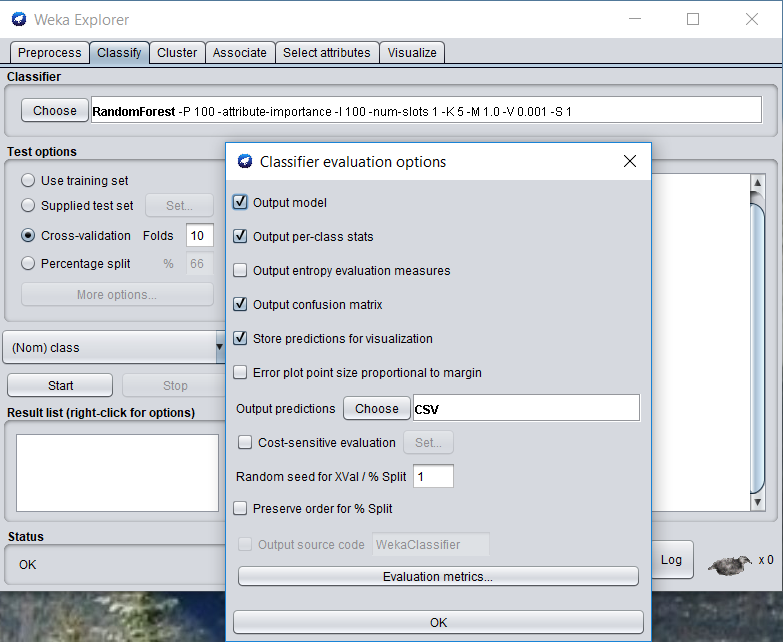 Weka Explorer
Preprocess Classify Cluster Associate Select attributes Visualize
Classifier
Choose RandomForest -P 100 -attribute-importance -I 100 -num-slots 1 -K 5 -M 1.0 -V 0.001 -S 1
Test options
Use training set
Supplied test set Set...
Cross-validation Folds 10
Percentage split % 66
More options...
(Nom) class
Start Stop
Result list (right-click for options)
Status
OK
Log x 0
Classifier evaluation options
Output model
Output per-class stats
Output entropy evaluation measures
Output confusion matrix
Store predictions for visualization
Error plot point size proportional to margin
Output predictions Choose CSV
Cost-sensitive evaluation Set...
Random seed for XVal / % Split 1
Preserve order for % Split
Output source code WekaClassifier
Evaluation metrics...
OK